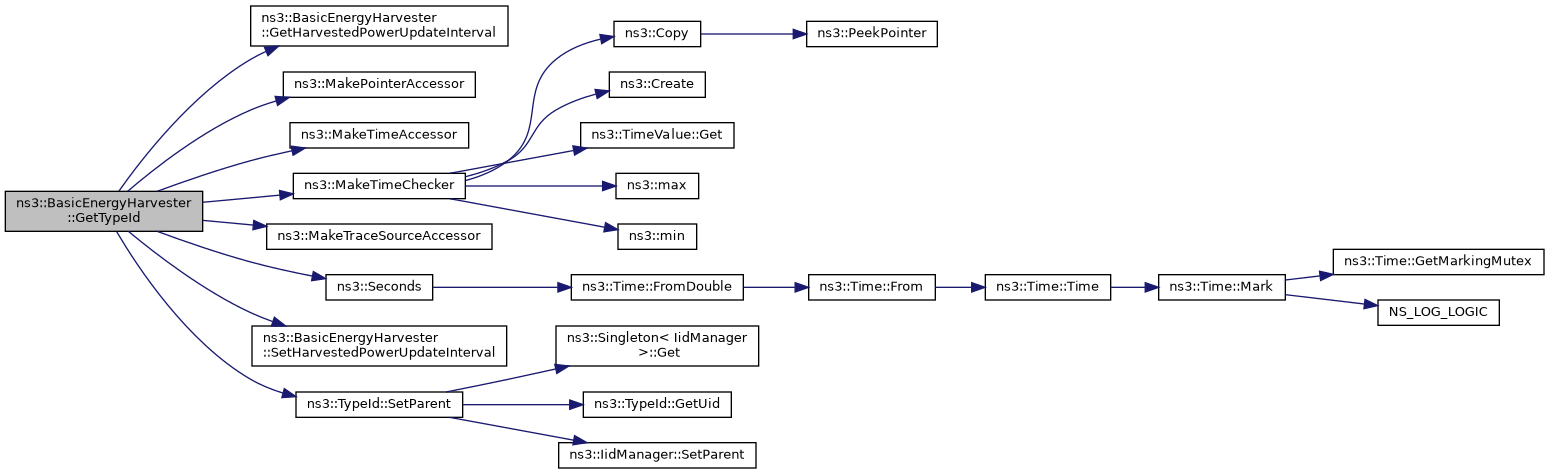 ns3::BasicEnergyHarvester
::GetTypeId
ns3::BasicEnergyHarvester
::GetHarvestedPowerUpdateInterval
ns3::MakePointerAccessor
ns3::MakeTimeAccessor
ns3::MakeTimeChecker
ns3::MakeTraceSourceAccessor
ns3::Seconds
ns3::BasicEnergyHarvester
::SetHarvestedPowerUpdateInterval
ns3::TypeId::SetParent
ns3::Copy
ns3::Create
ns3::TimeValue::Get
ns3::max
ns3::min
ns3::Time::FromDouble
ns3::Singleton< IidManager
>::Get
ns3::TypeId::GetUid
ns3::IidManager::SetParent
ns3::PeekPointer
ns3::Time::From
ns3::Time::Time
ns3::Time::Mark
ns3::Time::GetMarkingMutex
NS_LOG_LOGIC